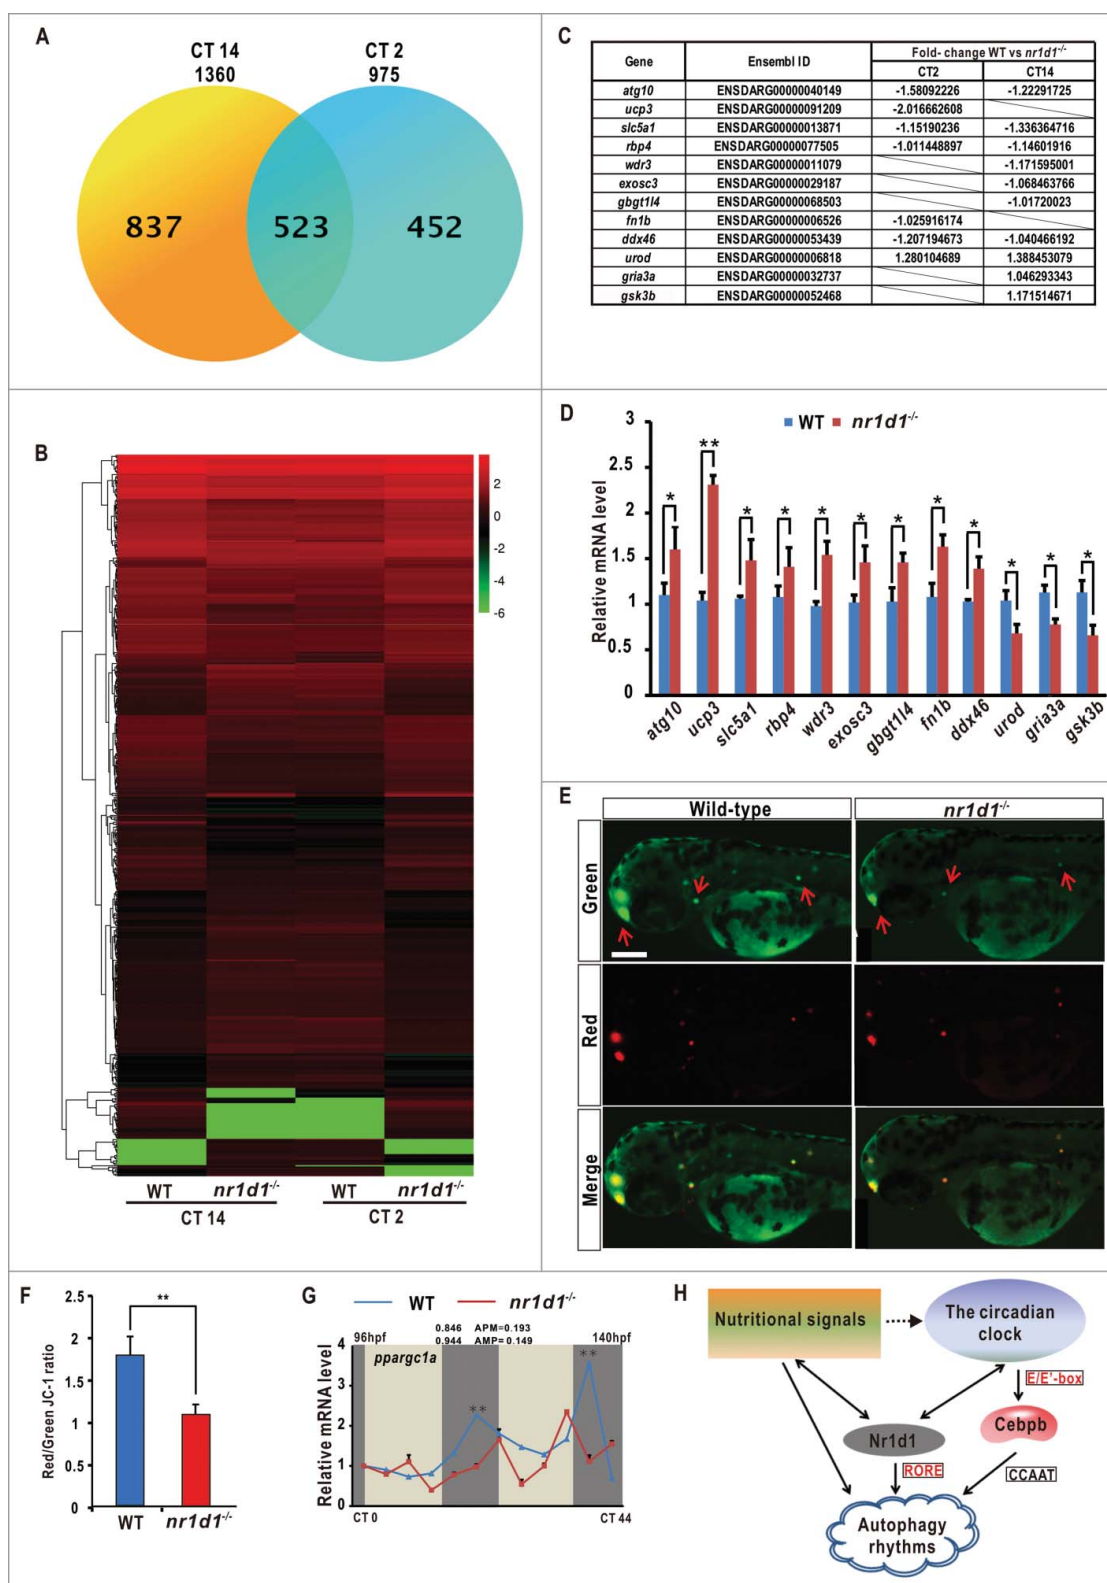 A
CT 14
1360
CT 2
975
837
523
452
C
Gene Ensembl ID Fold- change WT vs nr1d1-/-
CT2 CT14
atg10 ENSDARG00000040149 -1.58092226 -1.22291725
ucp3 ENSDARG00000091209 -2.016662608
slc5a1 ENSDARG00000013871 -1.15190236 -1.336364716
rbp4 ENSDARG00000077505 -1.011448897 -1.14601916
wdr3 ENSDARG00000011079 -1.171595001
exosc3 ENSDARG00000029187 -1.068463766
gbgt1l4 ENSDARG00000068503 -1.01720023
fn1b ENSDARG00000006526 -1.025916174
ddx46 ENSDARG00000053439 -1.207194673 -1.040466192
urod ENSDARG00000006818 1.280104689 1.388453079
gria3a ENSDARG00000032737 1.046293343
gsk3b ENSDARG00000052468 1.171514671
B
2
0
-2
-4
-6
WT nr1d1-/- WT nr1d1-/-
CT 14 CT 2
D
WT nr1d1-/-
Relative mRNA level
3
2.5
2
1.5
1
0.5
0
* ** * * * * * * * * * *
atg10 ucp3 slc5a1 rbp4 wdr3 exosc3 gbgt1l4 fn1b ddx46 urod gria3a gsk3b
E
Wild-type nr1d1-/-
Green
Red
Merge
F
Red/Green JC-1 ratio
2.5
2
1.5
1
0.5
0
**
WT nr1d1-/-
G
WT nr1d1-/-
0.846 APM=0.193
0.944 AMP= 0.149
96hpf 140hpf
ppargc1a
Relative mRNA level
4
3
2
1
0
**
**
CT 0 CT 44
H
Nutritional signals
The circadian
clock
E/E'-box
Cebpb
Nr1d1
RORE
CCAAT
Autophagy
rhythms